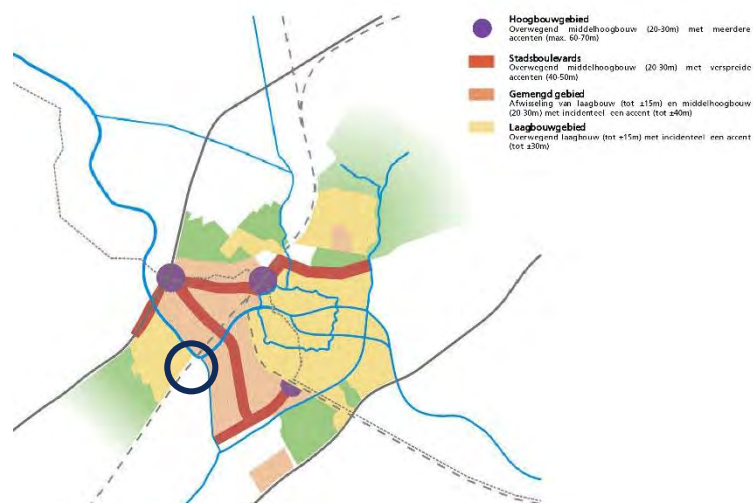 Hoogbouwgebied
Overwegend middelhoogbouw (20-30m) met meerdere
accenten (max. 60-70m)
Stadsboulevards
Overwegend middelhoogbouw (20-30m) met verspreide
accenten (40-50m)
Gemengd gebied
Afwisseling van laagbouw (tot ±15m) en middelhoogbouw
(20-30m) met incidenteel een accent (tot ±40m)
Laagbouwgebied
Overwegend laagbouw (tot ±15m) met incidenteel een accent
(tot ±30m)